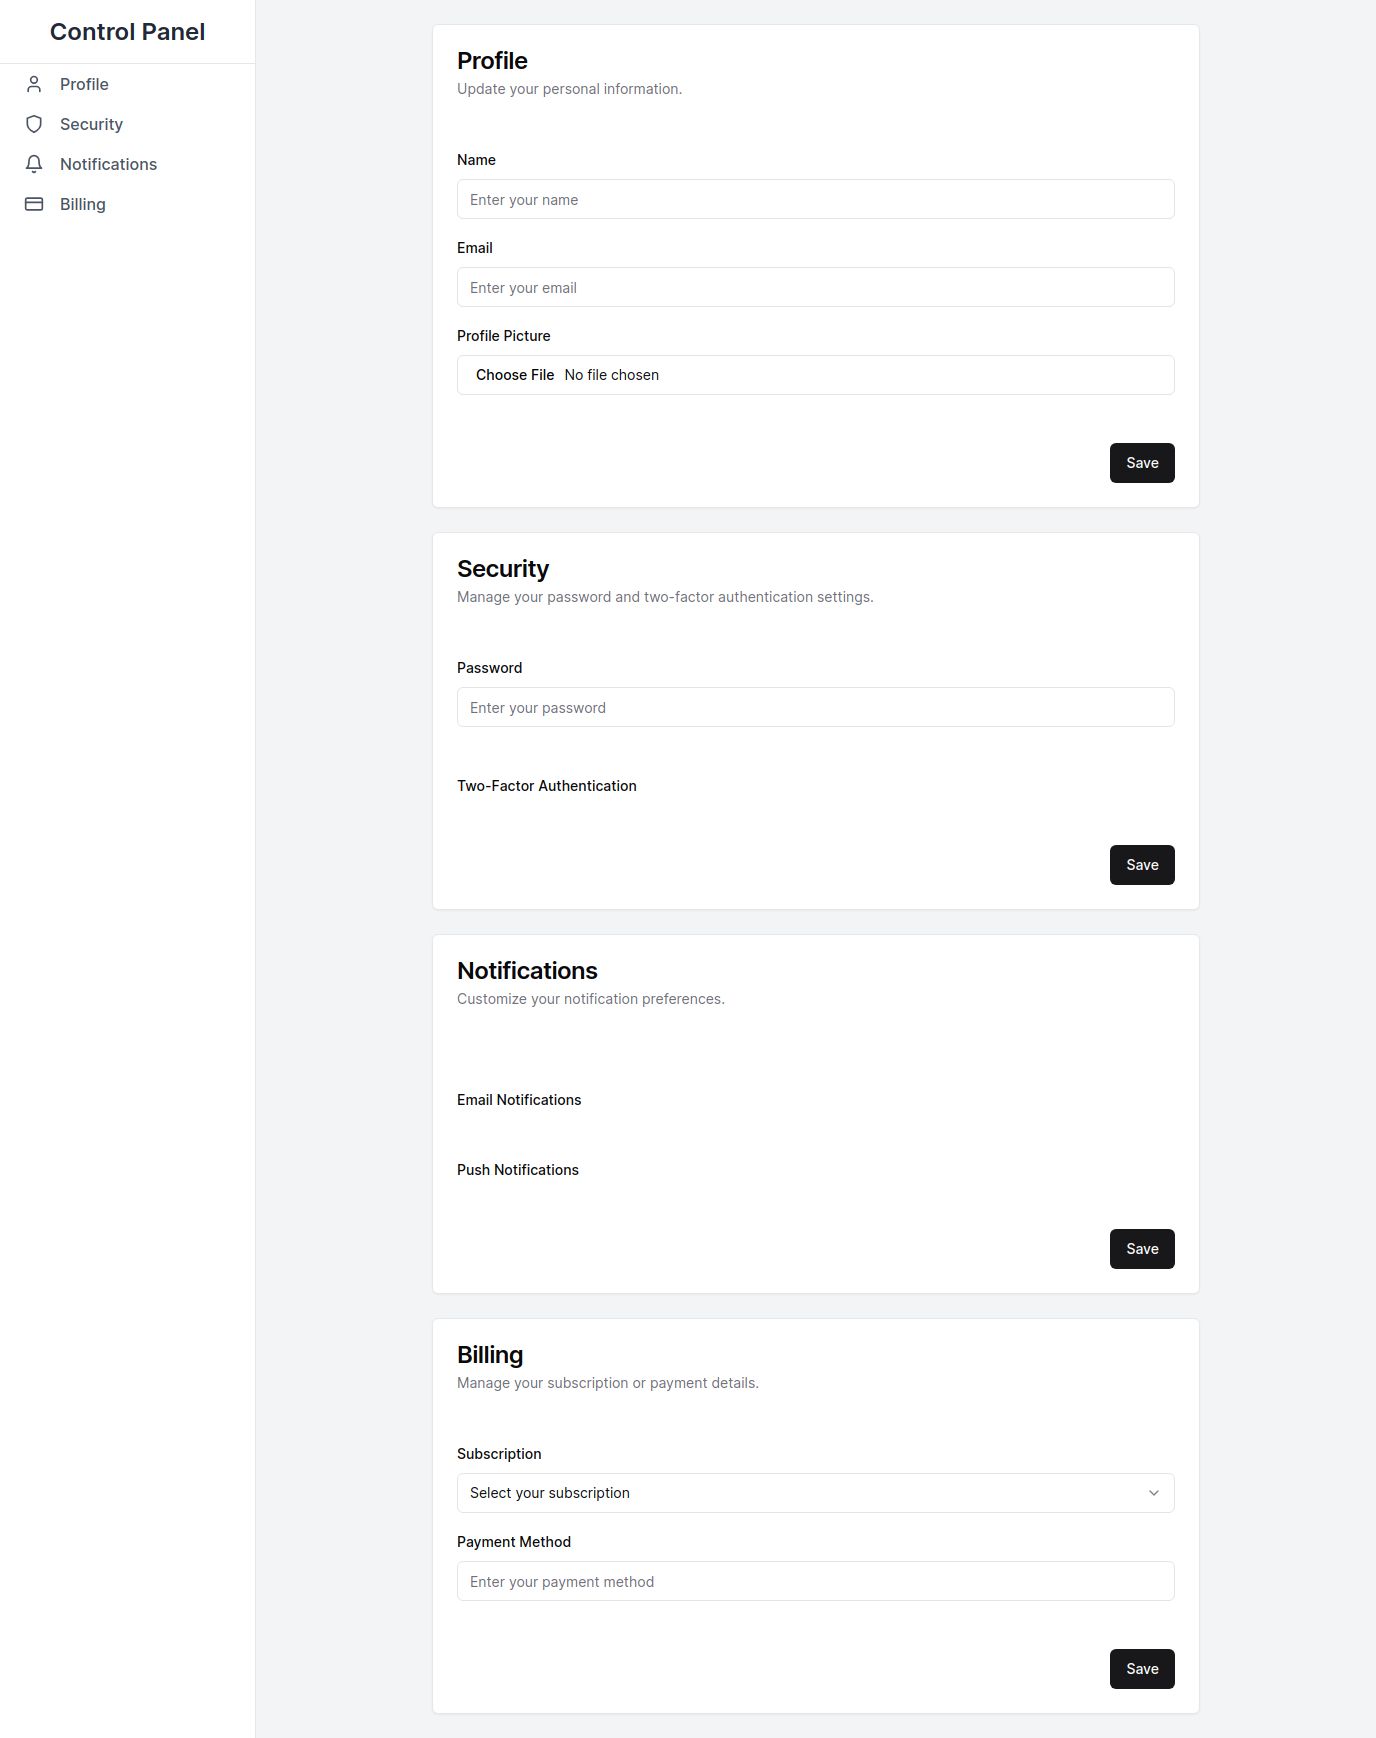 Control Panel
Profile
Security
Notifications
Billing
Profile
Update your personal information.
Name
Enter your name
Email
Enter your email
Profile Picture
Choose File No file chosen
Save
Security
Manage your password and two-factor authentication settings.
Password
Enter your password
Two-Factor Authentication
Save
Notifications
Customize your notification preferences.
Email Notifications
Push Notifications
Save
Billing
Manage your subscription or payment details.
Subscription
Select your subscription
Payment Method
Enter your payment method
Save